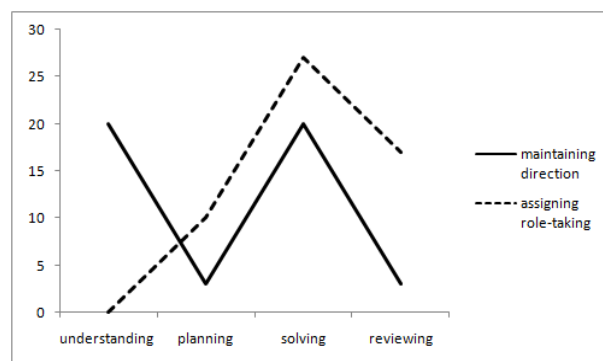 30
25
20
15
10
5
0
understanding planning solving reviewing
maintaining
direction
assigning
role-taking